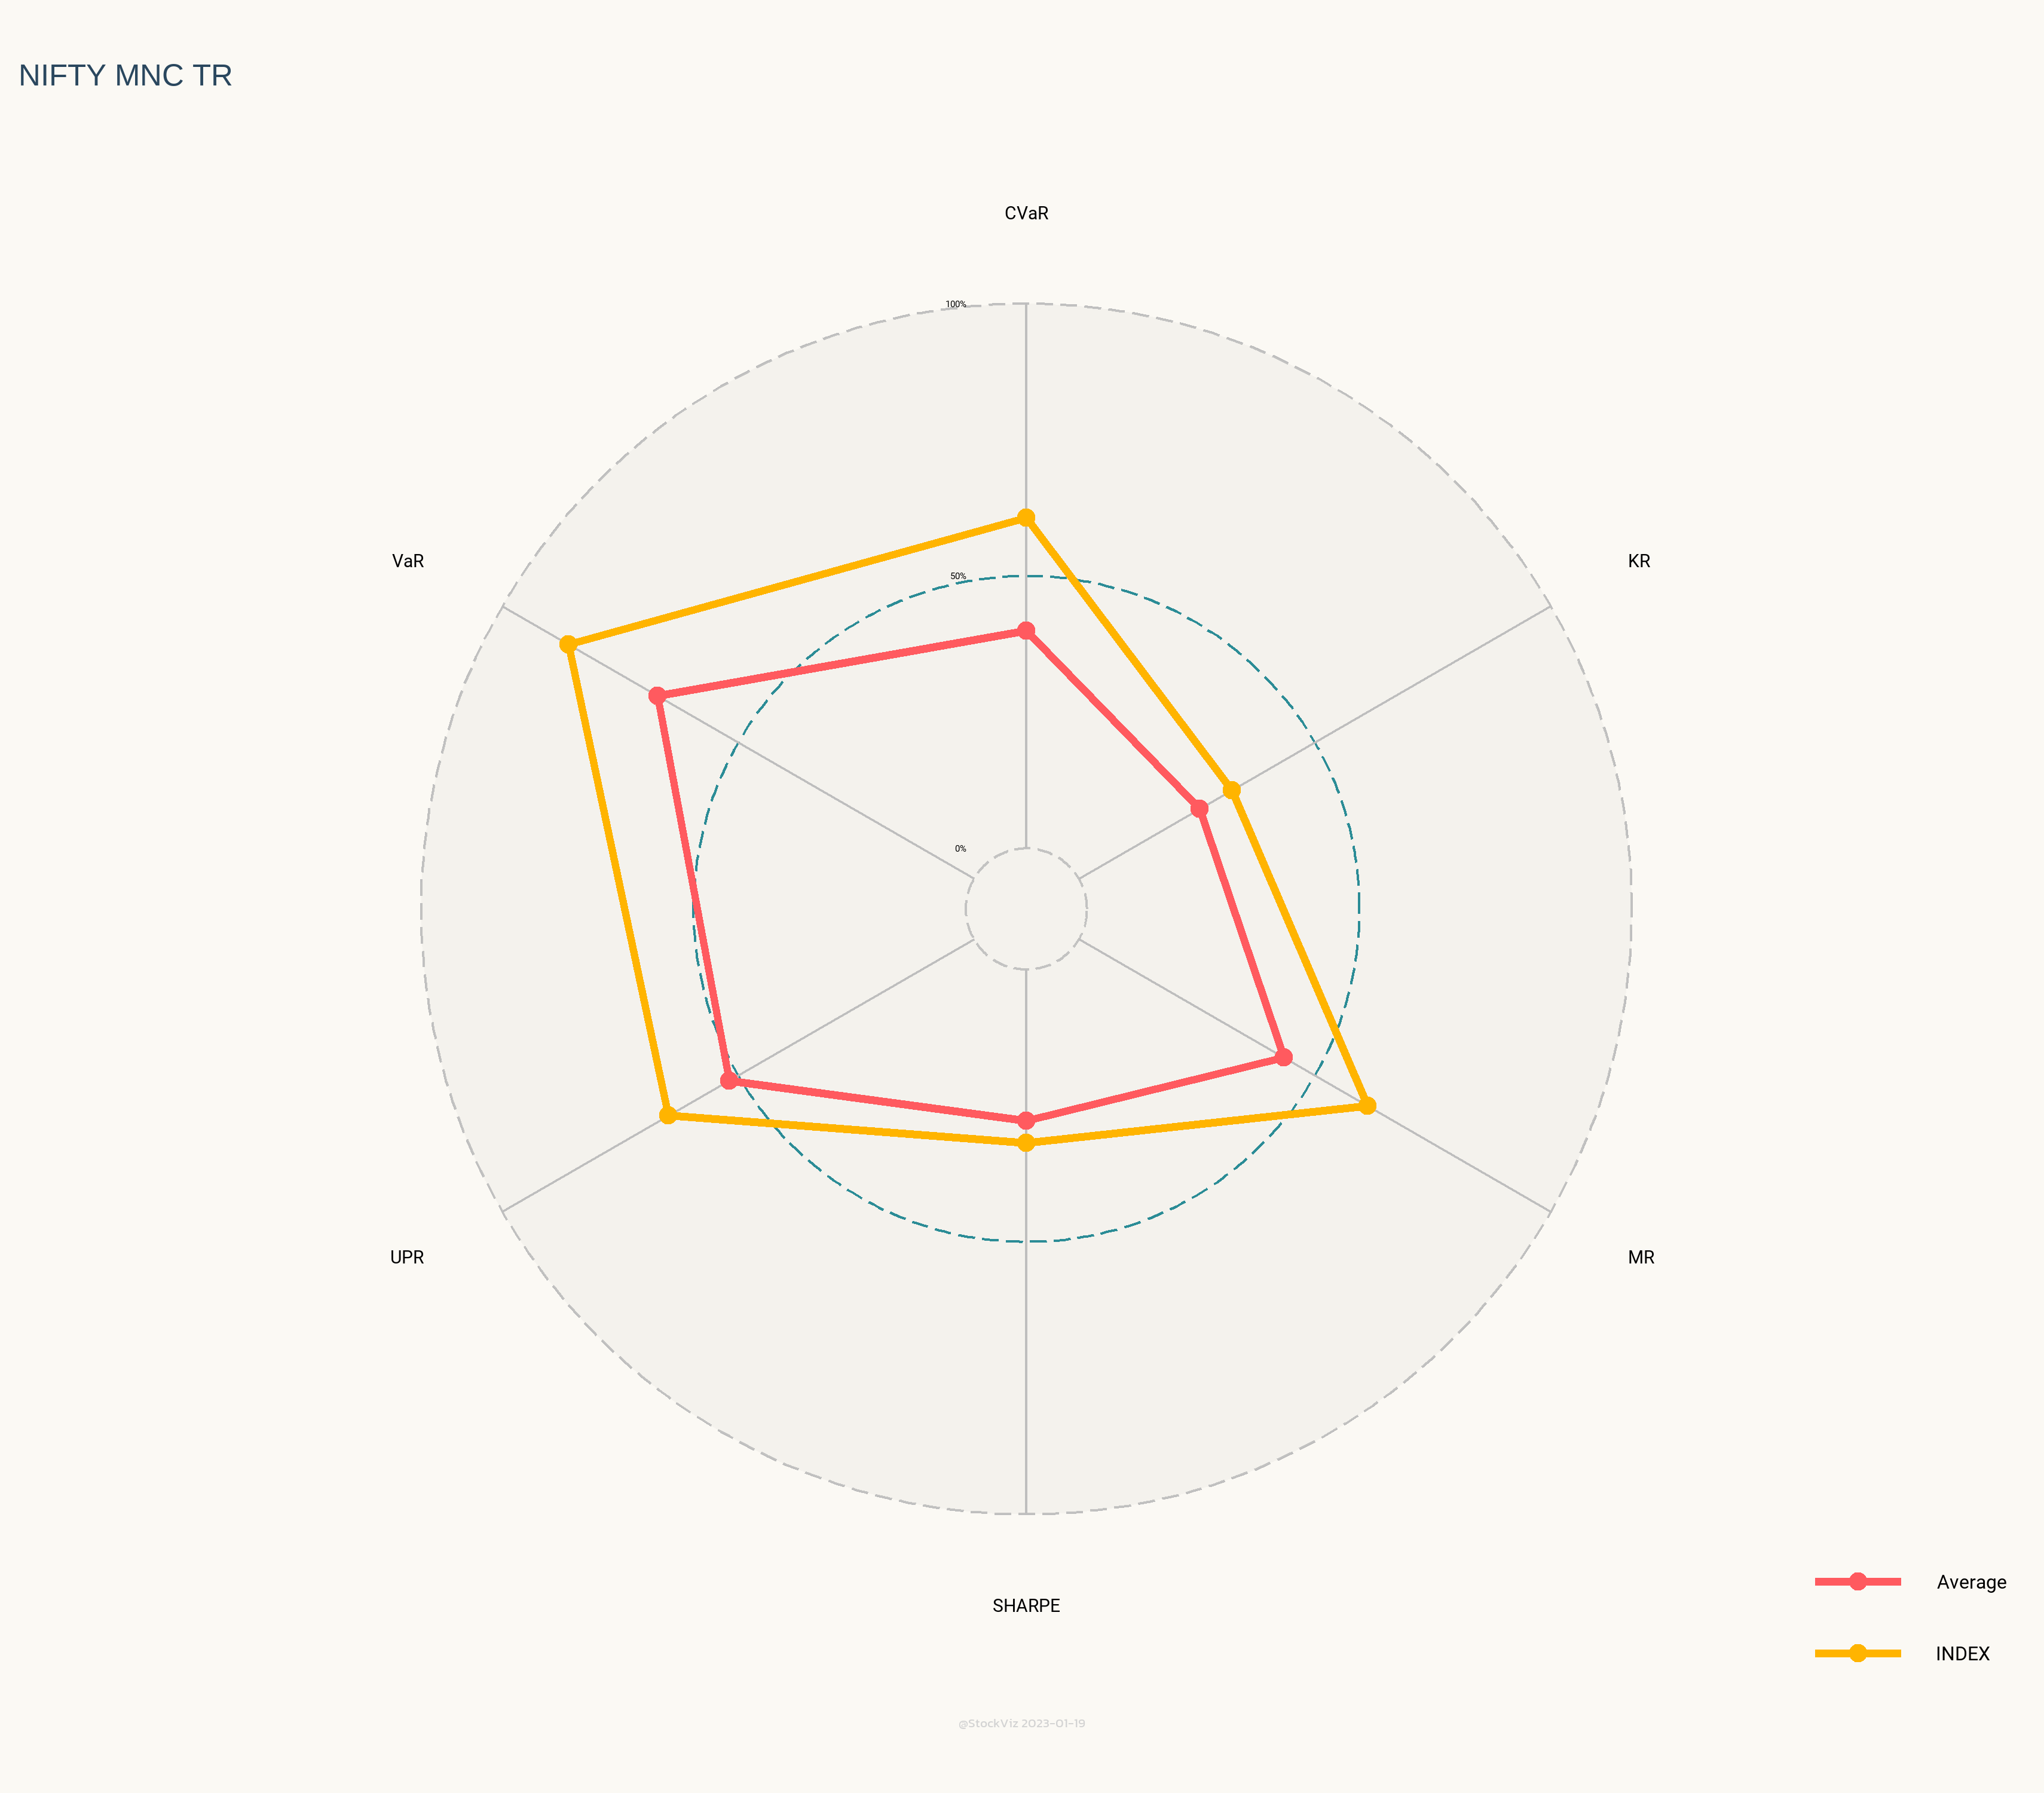 NIFTY MNC TR
CVaR
100%
VaR
KR
50%
0%
UPR
MR
SHARPE
Average
INDEX
@StockViz 2023-01-19